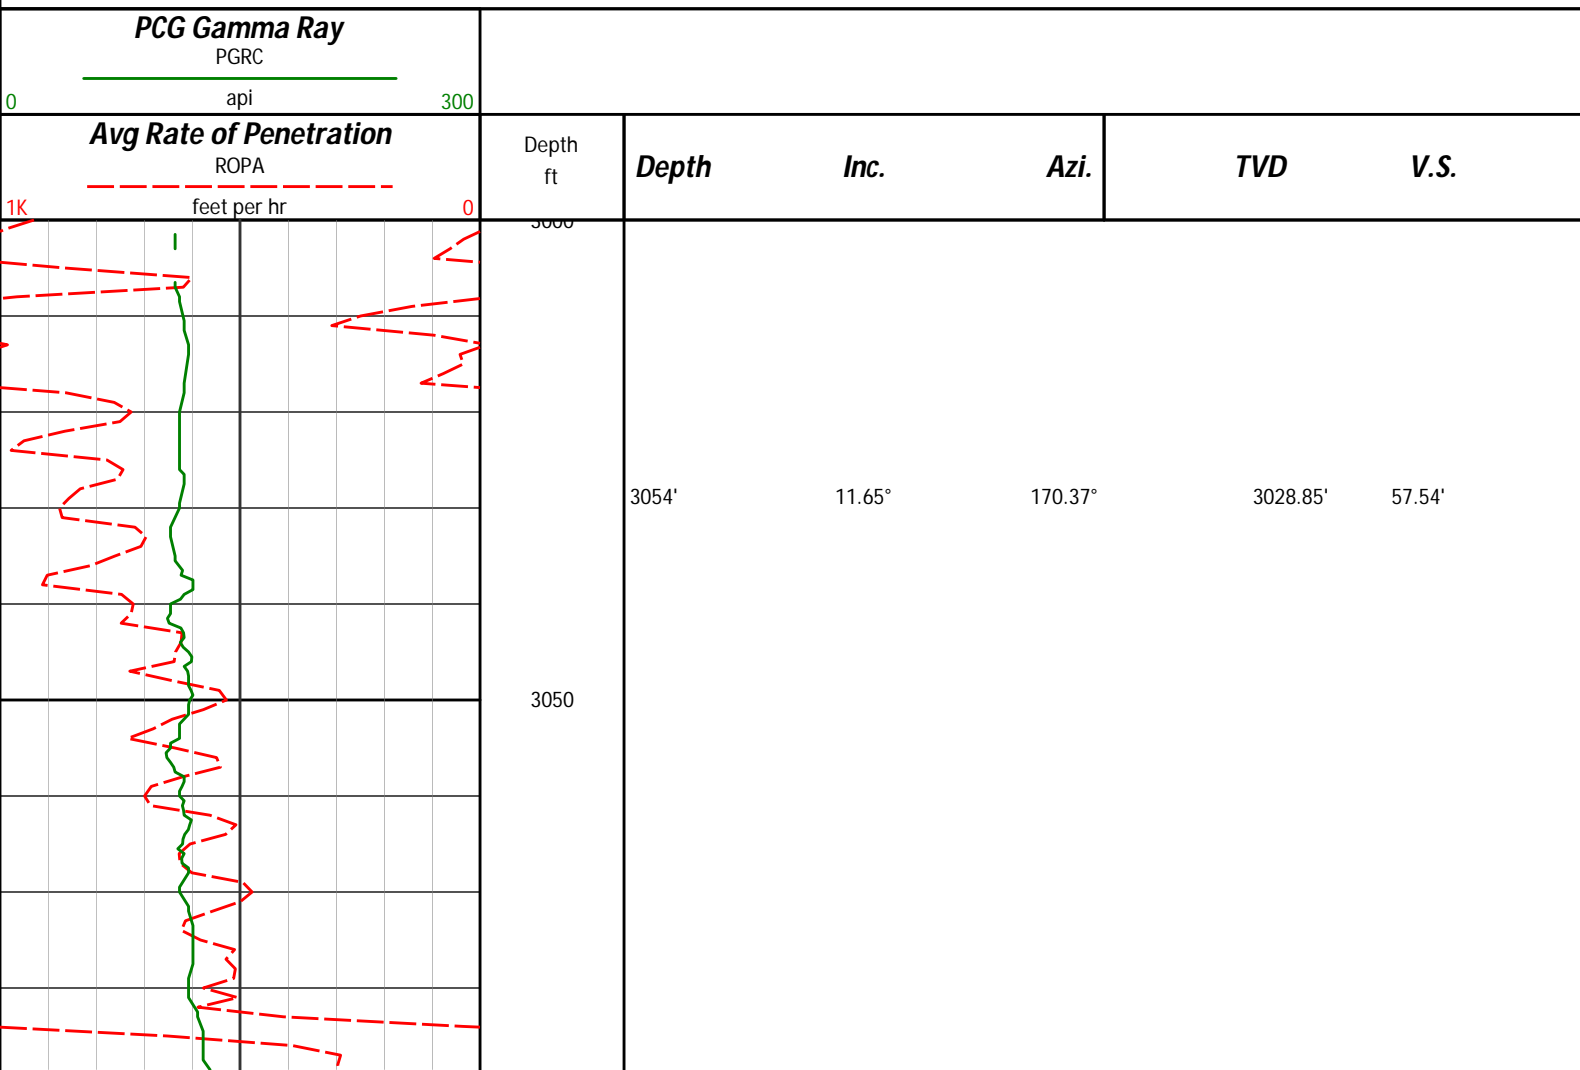 PCG Gamma Ray
PGRC
api
0 300
Avg Rate of Penetration
ROPA
feet per hr
1K 0
Depth
ft
Depth Inc. Azi. TVD V.S.
3000
3054' 11.65° 170.37° 3028.85' 57.54'
3050